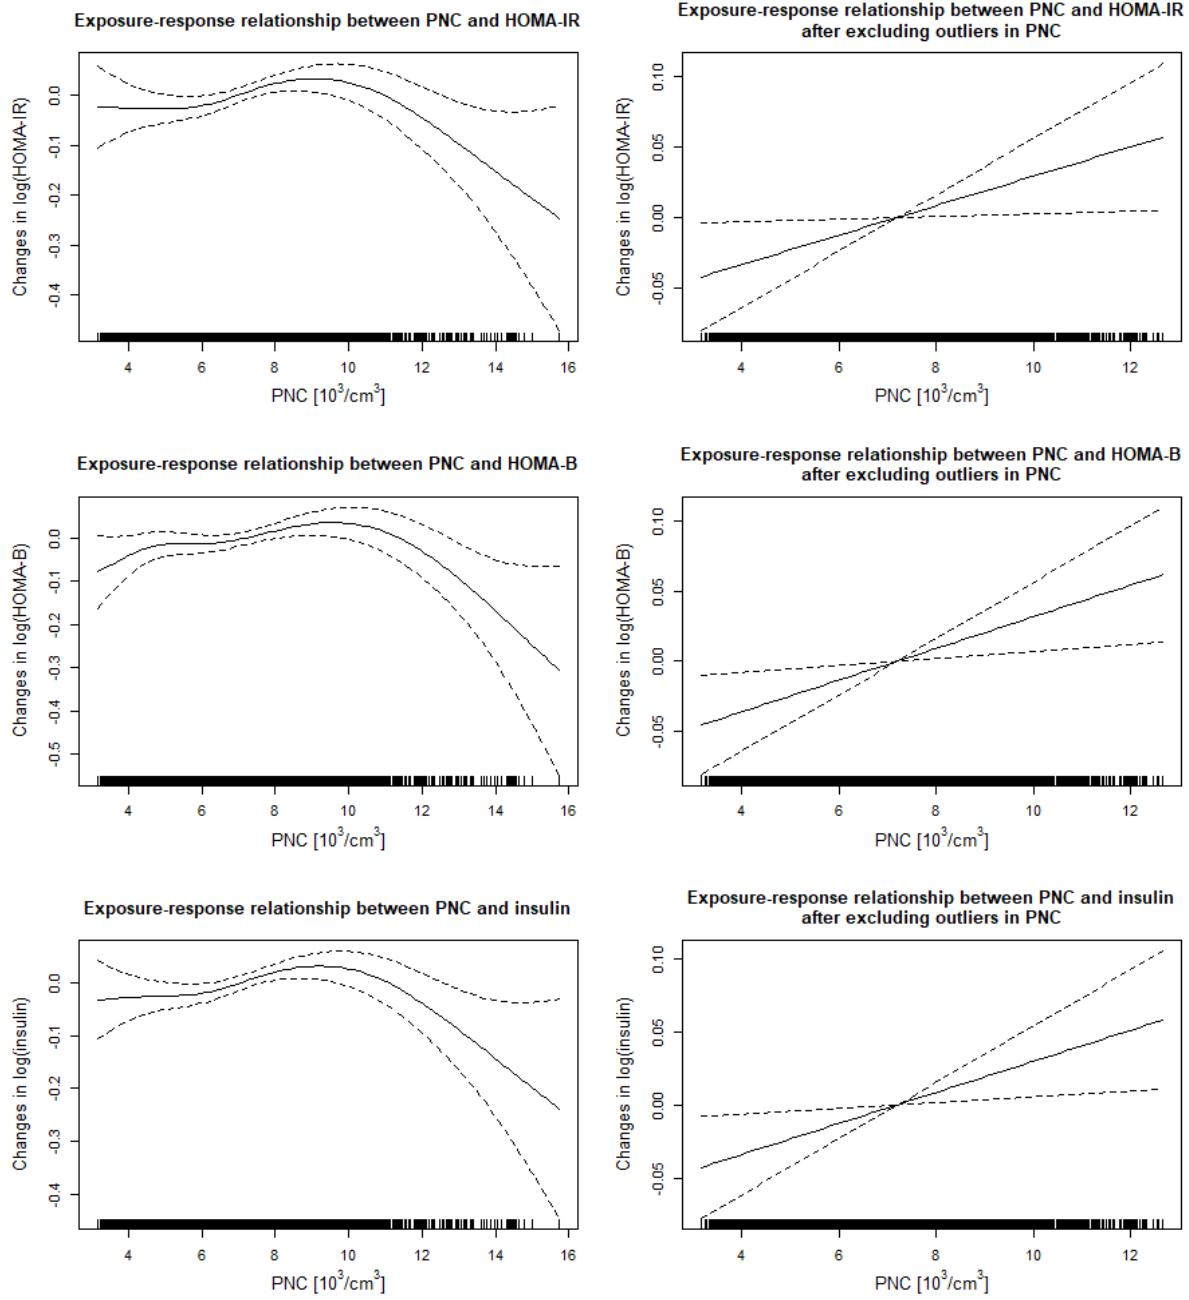 Exposure-response relationship between PNC and HOMA-IR
Changes in log(HOMA-IR)
0.0
-0.1
-0.2
-0.3
-0.4
4 6 8 10 12 14 16
PNC [10³/cm³]
Exposure-response relationship between PNC and HOMA-IR
after excluding outliers in PNC
Changes in log(HOMA-IR)
0.10
0.05
0.00
-0.05
4 6 8 10 12
PNC [10³/cm³]
Exposure-response relationship between PNC and HOMA-B
Changes in log(HOMA-B)
0.0
-0.1
-0.2
-0.3
-0.4
-0.5
4 6 8 10 12 14 16
PNC [10³/cm³]
Exposure-response relationship between PNC and HOMA-B
after excluding outliers in PNC
Changes in log(HOMA-B)
0.10
0.05
0.00
-0.05
4 6 8 10 12
PNC [10³/cm³]
Exposure-response relationship between PNC and insulin
Changes in log(insulin)
0.0
-0.1
-0.2
-0.3
-0.4
4 6 8 10 12 14 16
PNC [10³/cm³]
Exposure-response relationship between PNC and insulin
after excluding outliers in PNC
Changes in log(insulin)
0.10
0.05
0.00
-0.05
4 6 8 10 12
PNC [10³/cm³]